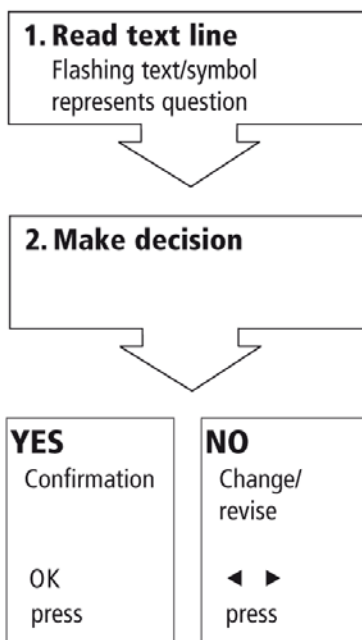 1. Read text line
Flashing text/symbol
represents question
2. Make decision
YES
Confirmation
OK
press
NO
Change/
revise
◄ ►
press